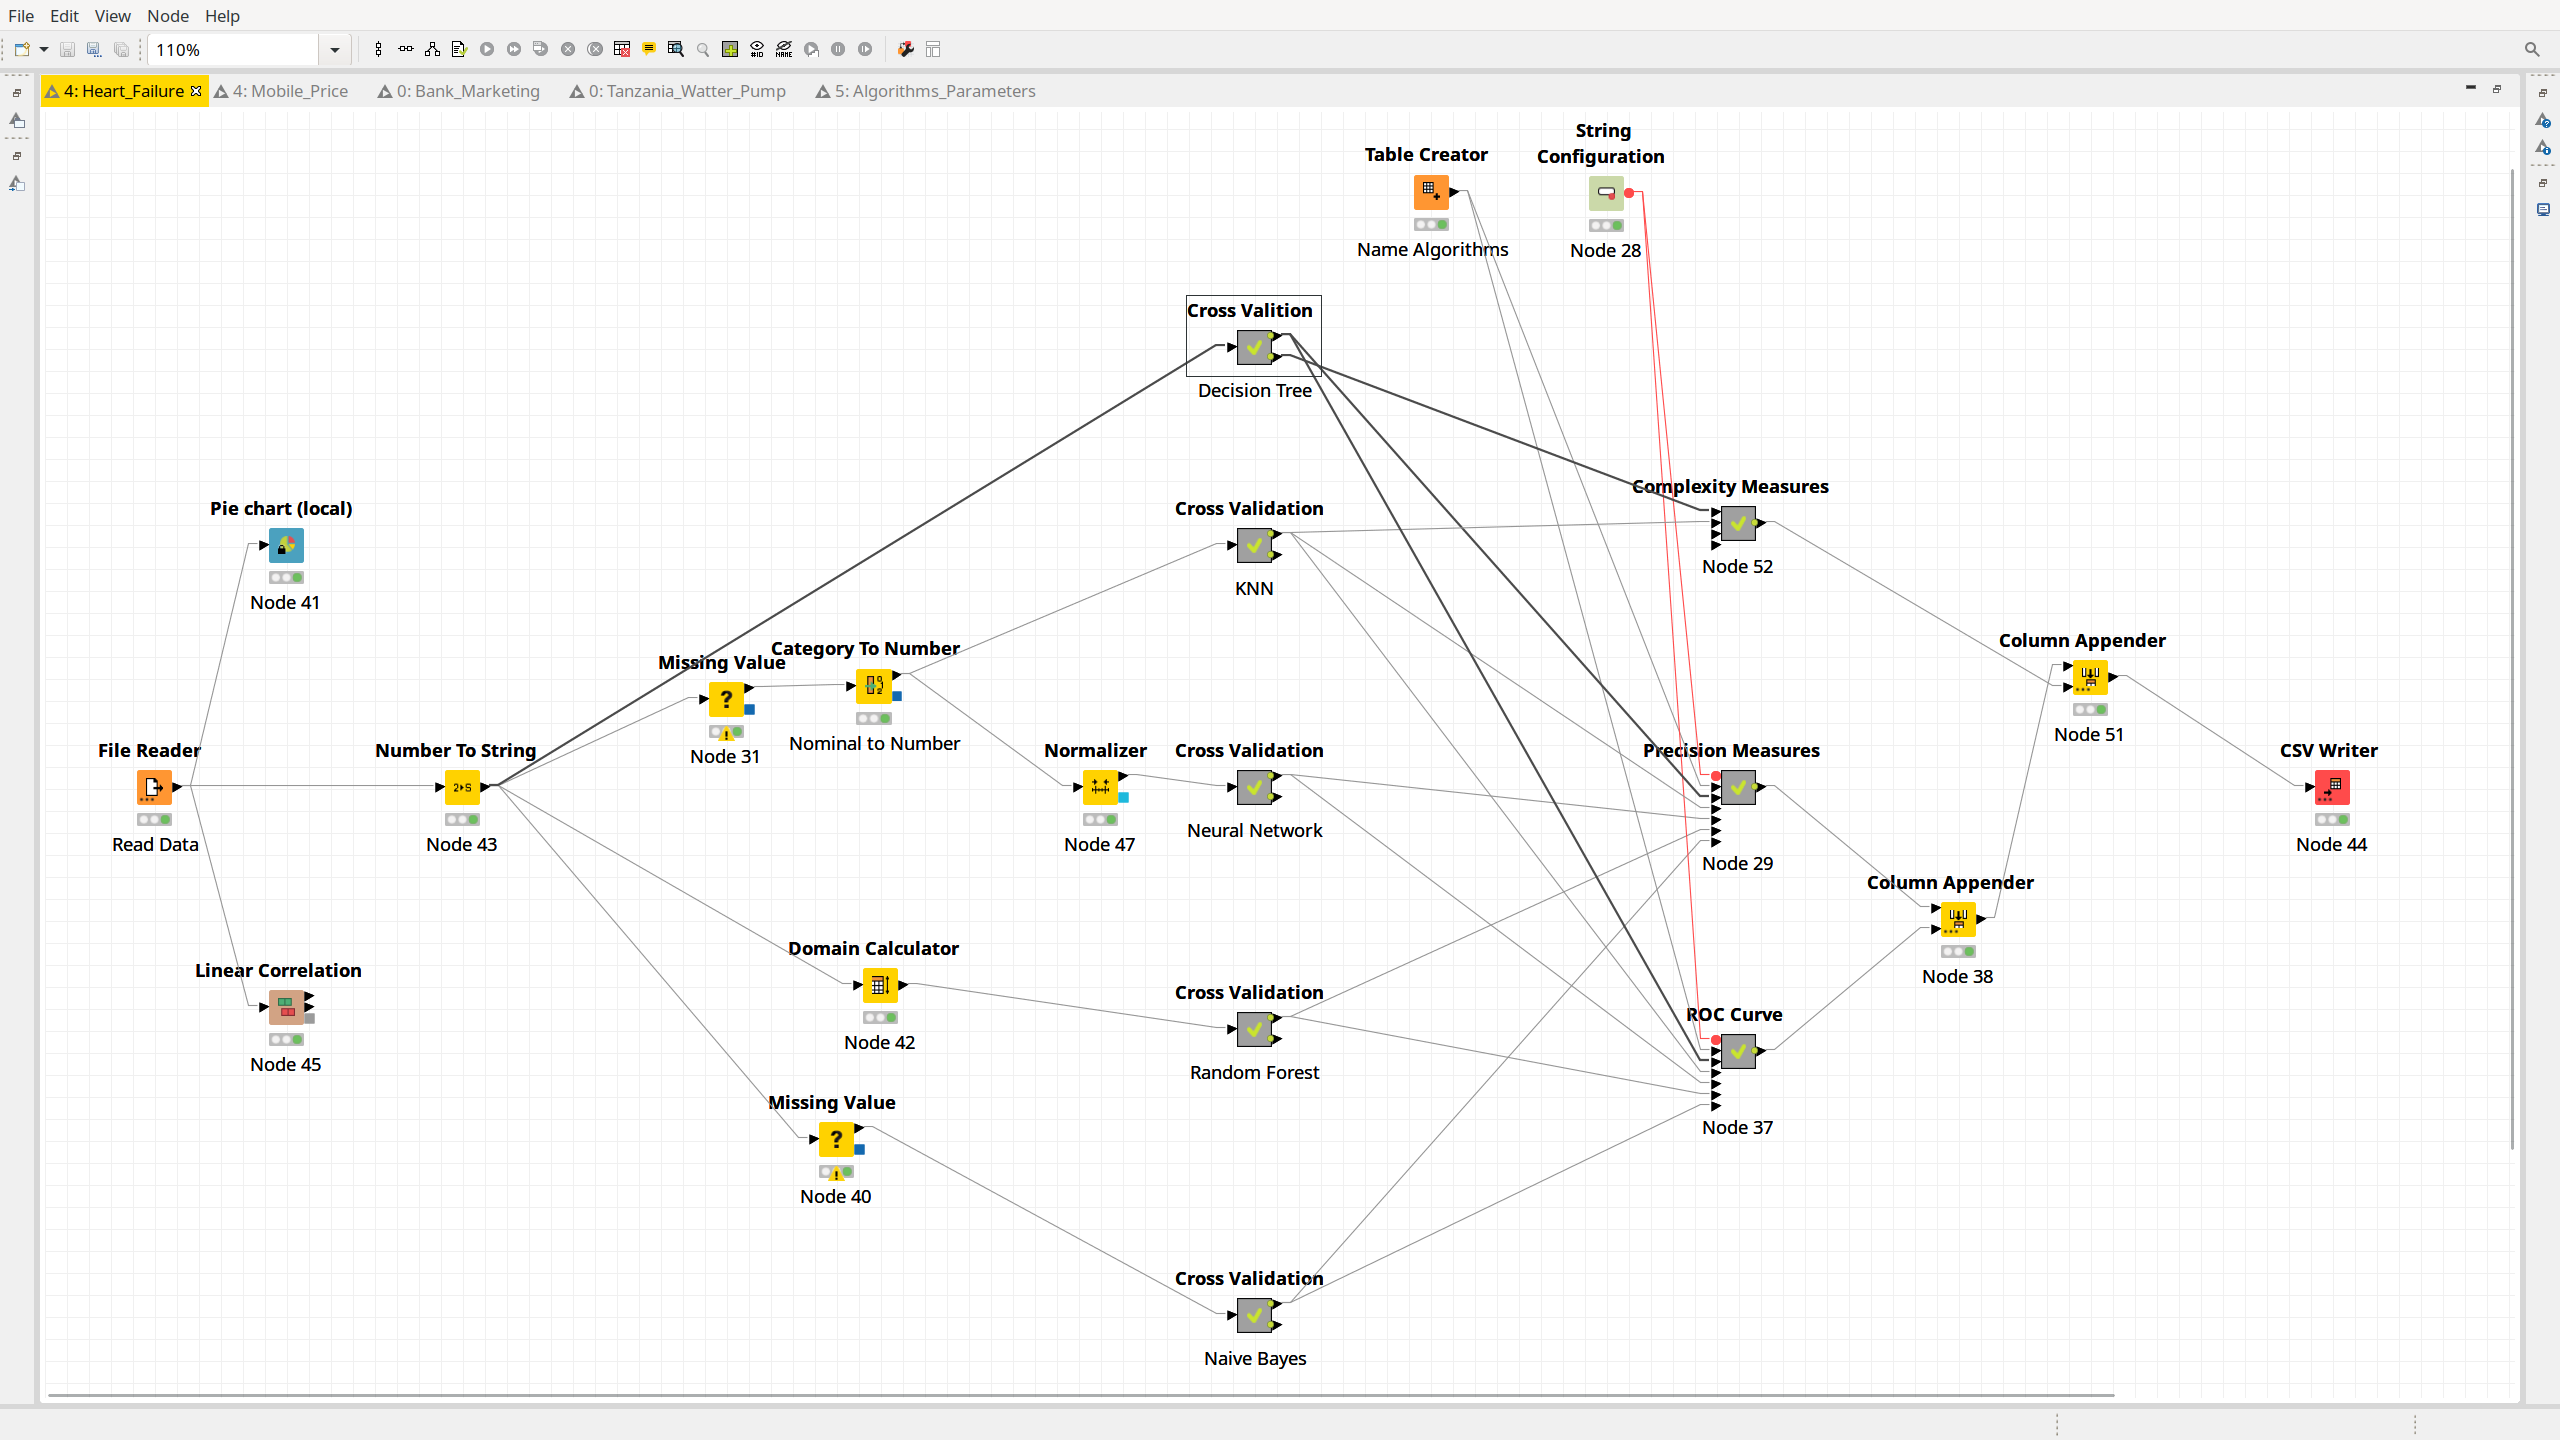 File Edit View Node Help
110%
4: Heart_Failure 4: Mobile_Price 0: Bank_Marketing 0: Tanzania_Watter_Pump 5: Algorithms_Parameters
String
Configuration
Table Creator
Name Algorithms
Node 28
Cross Valition
Decision Tree
Complexity Measures
Node 52
Pie chart (local)
Node 41
Cross Validation
KNN
Category To Number
Nominal to Number
Missing Value
Node 31
Column Appender
Node 51
File Reader
Read Data
Number To String
2▸S
Node 43
Normalizer
Node 47
Cross Validation
Neural Network
Precision Measures
Node 29
CSV Writer
Node 44
Column Appender
Node 38
Domain Calculator
Node 42
Linear Correlation
Node 45
Cross Validation
Random Forest
ROC Curve
Node 37
Missing Value
Node 40
Cross Validation
Naive Bayes